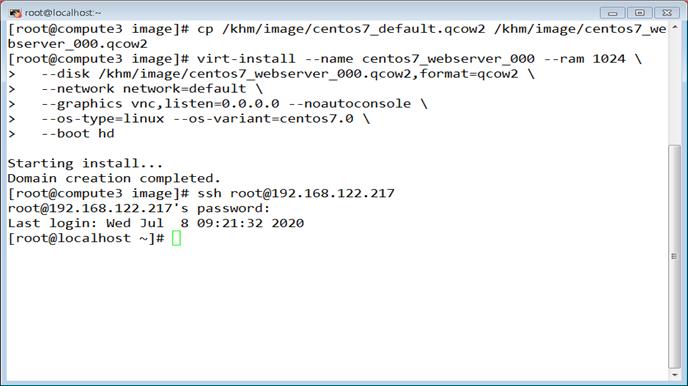 root@localhost:~
[root@compute3 image]# cp /khm/image/centos7_default.qcow2 /khm/image/centos7_we
bserver_000.qcow2
[root@compute3 image]# virt-install --name centos7_webserver_000 --ram 1024 \
>    --disk /khm/image/centos7_webserver_000.qcow2,format=qcow2 \
>    --network network=default \
>    --graphics vnc,listen=0.0.0.0 --noautoconsole \
>    --os-type=linux --os-variant=centos7.0 \
>    --boot hd

Starting install...
Domain creation completed.
[root@compute3 image]# ssh root@192.168.122.217
root@192.168.122.217's password:
Last login: Wed Jul  8 09:21:32 2020
[root@localhost ~]#